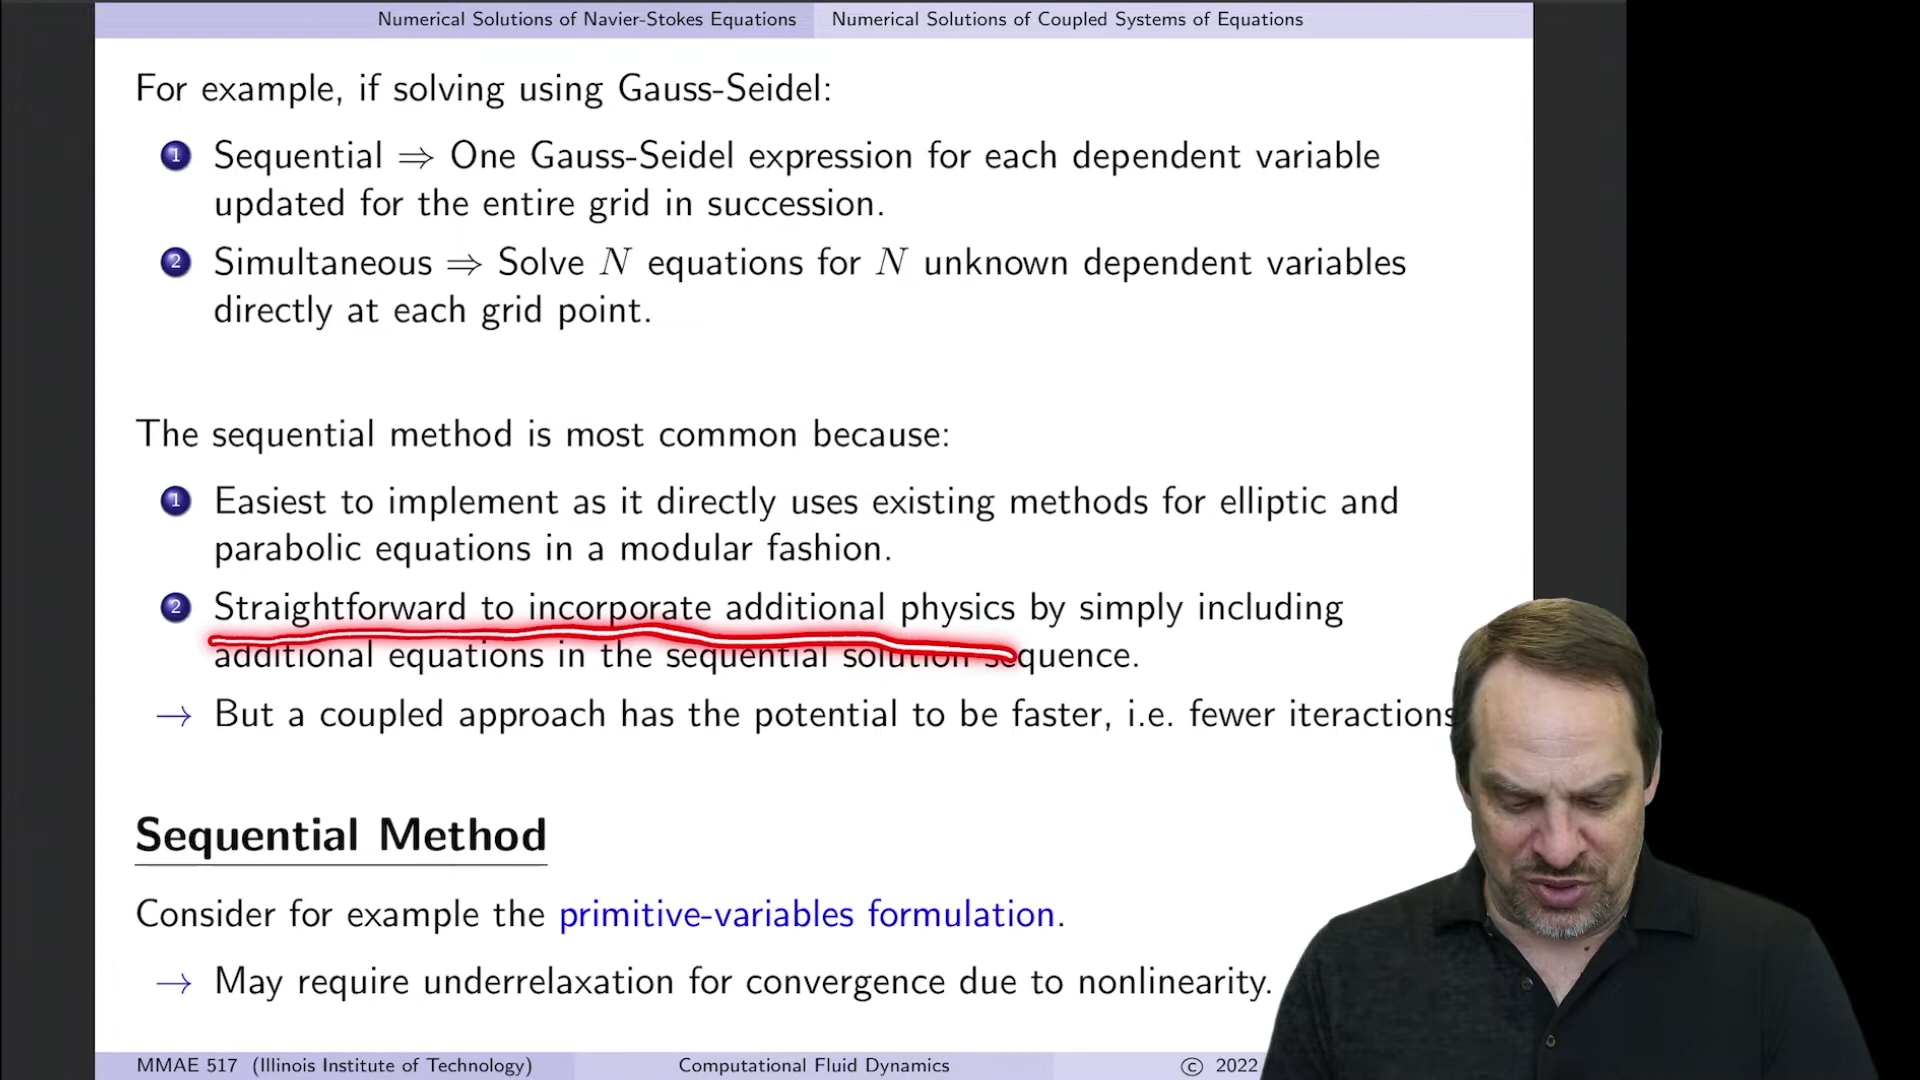 Numerical Solutions of Navier-Stokes Equations Numerical Solutions of Coupled Systems of Equations
For example, if solving using Gauss-Seidel:
1 Sequential ⇒ One Gauss-Seidel expression for each dependent variable
updated for the entire grid in succession.
2 Simultaneous ⇒ Solve N equations for N unknown dependent variables
directly at each grid point.
The sequential method is most common because:
1 Easiest to implement as it directly uses existing methods for elliptic and
parabolic equations in a modular fashion.
2 Straightforward to incorporate additional physics by simply including
additional equations in the sequential solution sequence.
→ But a coupled approach has the potential to be faster, i.e. fewer iteractions
Sequential Method
Consider for example the primitive-variables formulation.
→ May require underrelaxation for convergence due to nonlinearity.
MMAE 517 (Illinois Institute of Technology) Computational Fluid Dynamics © 2022